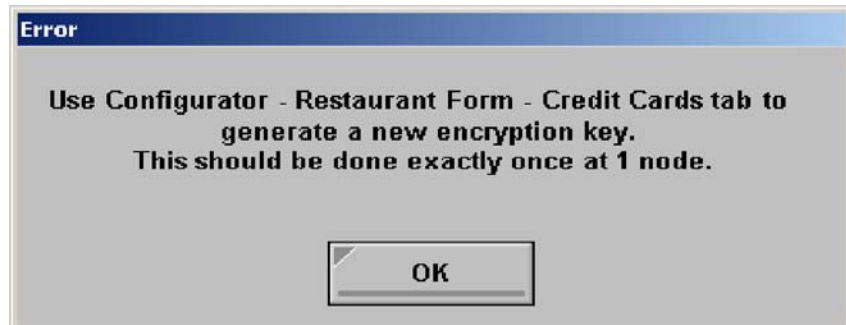 Error
Use Configurator - Restaurant Form - Credit Cards tab to
generate a new encryption key.
This should be done exactly once at 1 node.
OK